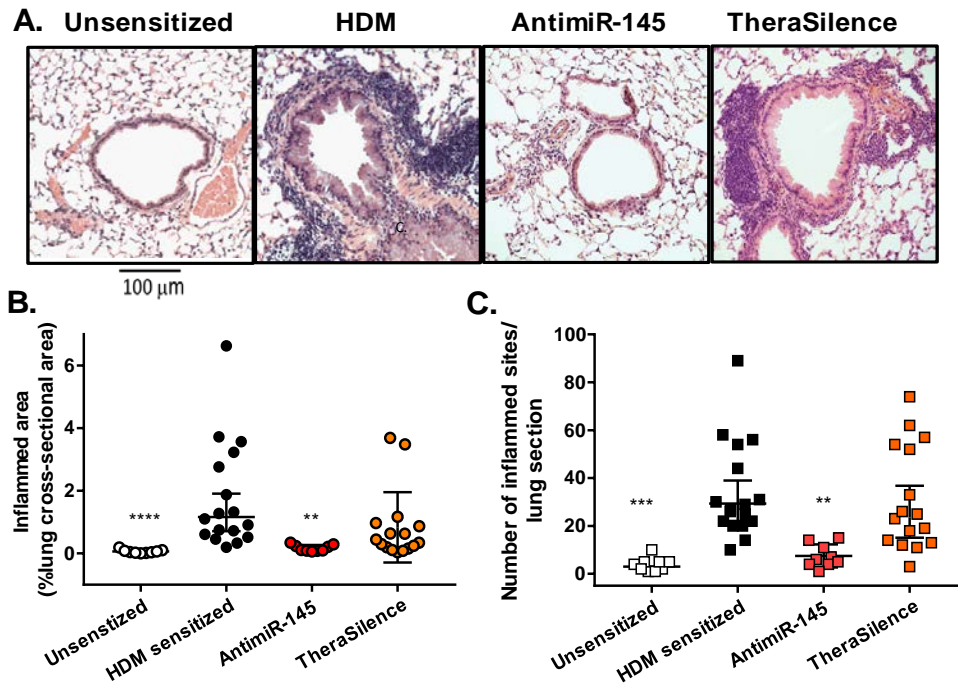 A.
Unsensitized
HDM
AntimiR-145
TheraSilence
C.
100 μm
B.
Inflammed area
(%lung cross-sectional area)
6
4
2
0
****
**
Unsenstized
HDM sensitized
AntimiR-145
TheraSilence
C.
Number of inflammed sites/
lung section
100
80
60
40
20
0
***
**
Unsensitized
HDM sensitized
AntimiR-145
TheraSilence